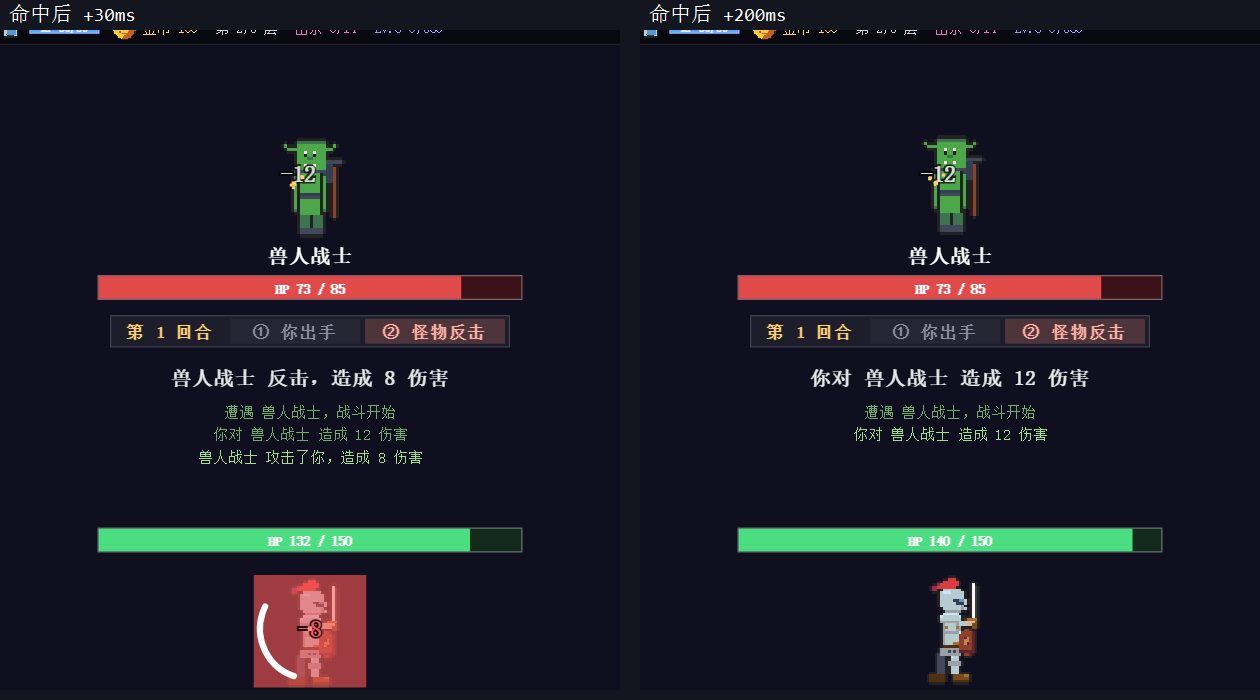 命中后 +30ms
兽人战士
-12
HP 73 / 85
第 1 回合 ① 你出手 ② 怪物反击
兽人战士 反击，造成 8 伤害
遭遇 兽人战士，战斗开始
你对 兽人战士 造成 12 伤害
兽人战士 攻击了你，造成 8 伤害
HP 132 / 150
-8
命中后 +200ms
-12
兽人战士
HP 73 / 85
第 1 回合 ① 你出手 ② 怪物反击
你对 兽人战士 造成 12 伤害
遭遇 兽人战士，战斗开始
你对 兽人战士 造成 12 伤害
HP 140 / 150